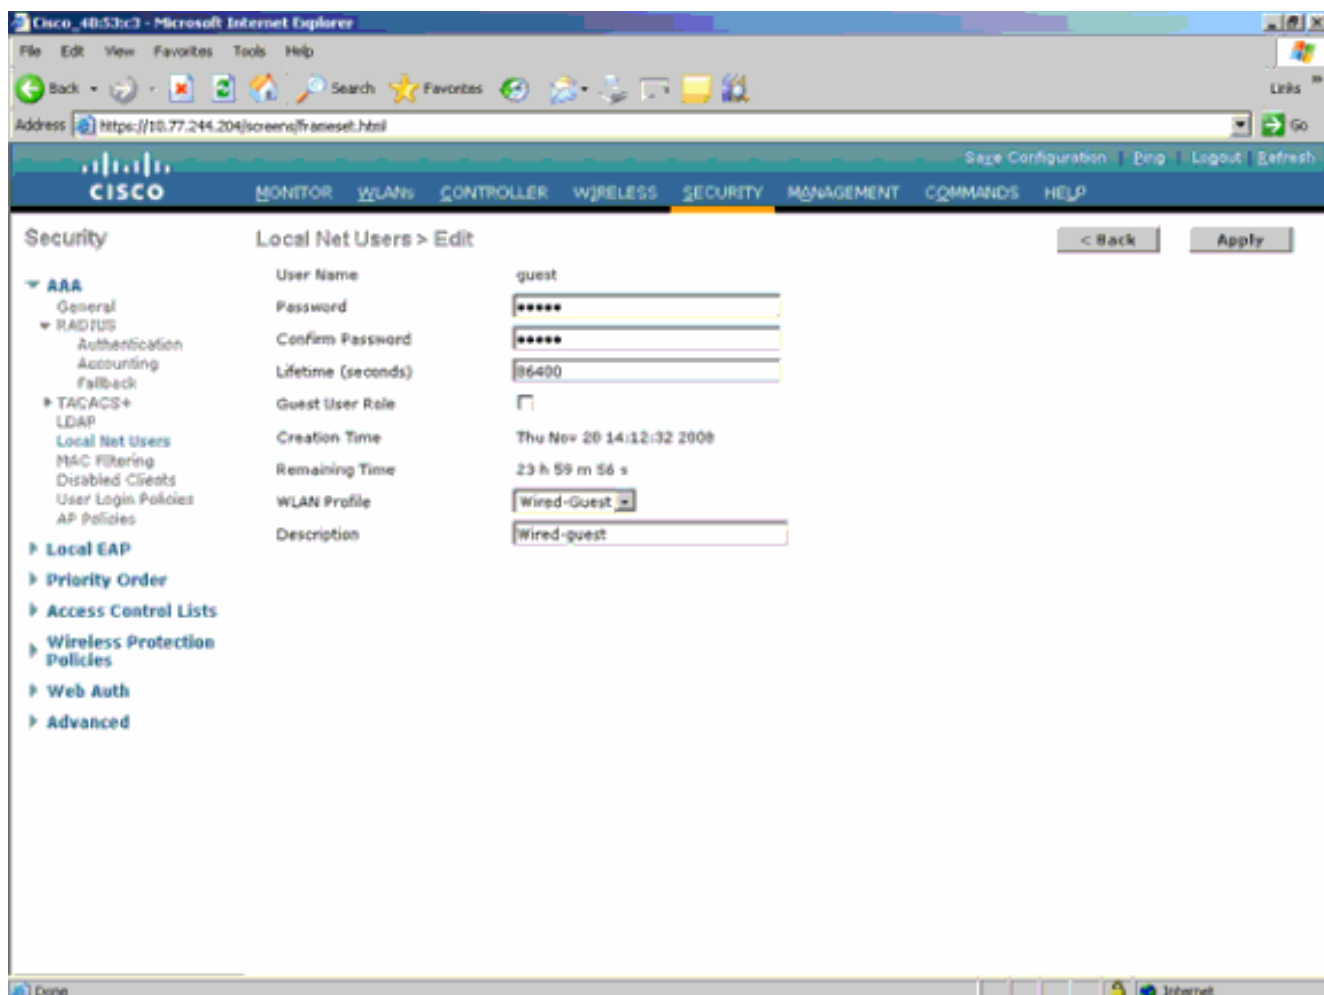 Cisco_40:53:c3 - Microsoft Internet Explorer
File Edit View Favorites Tools Help
Back Search Favorites Links
Address https://10.77.244.204/screens/frameset.html Go
Save Configuration | Ping | Logout | Refresh
CISCO
MONITOR WLANs CONTROLLER WIRELESS SECURITY MANAGEMENT COMMANDS HELP
Security
AAA
General
RADIUS
Authentication
Accounting
Fallback
TACACS+
LDAP
Local Net Users
MAC Filtering
Disabled Clients
User Login Policies
AP Policies
Local EAP
Priority Order
Access Control Lists
Wireless Protection
Policies
Web Auth
Advanced
Local Net Users > Edit
< Back Apply
User Name guest
Password •••••
Confirm Password •••••
Lifetime (seconds) 86400
Guest User Role
Creation Time Thu Nov 20 14:12:32 2008
Remaining Time 23 h 59 m 56 s
WLAN Profile Wired-Guest
Description Wired-guest
Done Internet